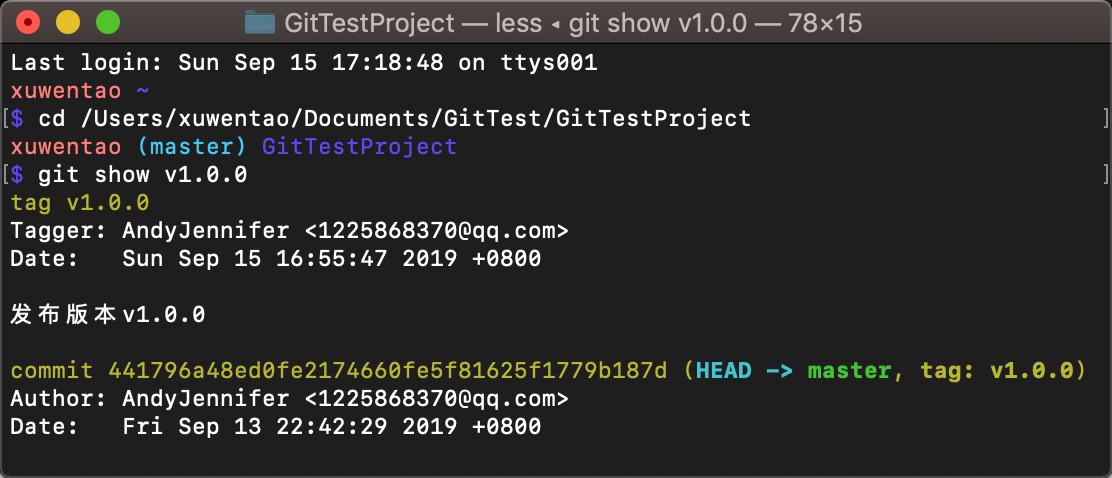 GitTestProject — less ◂ git show v1.0.0 — 78×15
Last login: Sun Sep 15 17:18:48 on ttys001
xuwentao ~
[$ cd /Users/xuwentao/Documents/GitTest/GitTestProject ]
xuwentao (master) GitTestProject
[$ git show v1.0.0 ]
tag v1.0.0
Tagger: AndyJennifer <1225868370@qq.com>
Date:   Sun Sep 15 16:55:47 2019 +0800
发布版本v1.0.0
commit 441796a48ed0fe2174660fe5f81625f1779b187d (HEAD -> master, tag: v1.0.0)
Author: AndyJennifer <1225868370@qq.com>
Date:   Fri Sep 13 22:42:29 2019 +0800